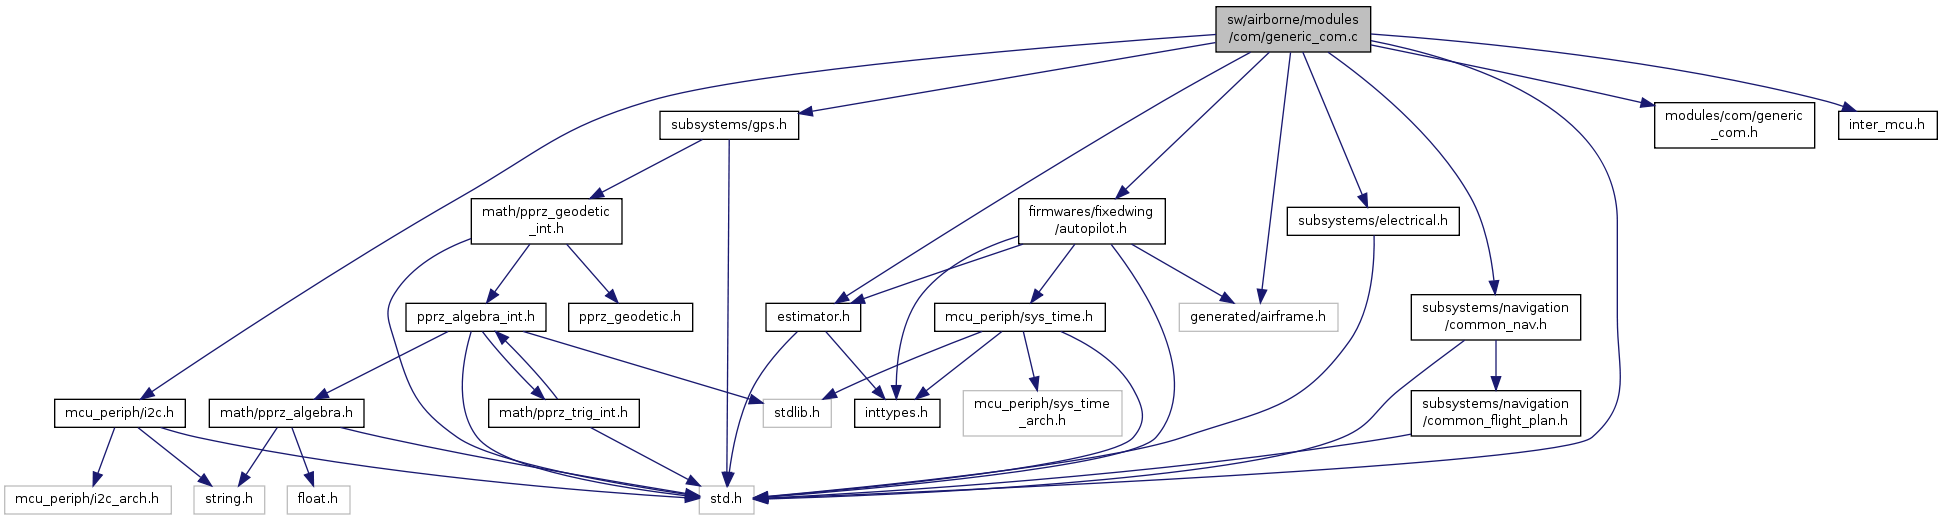 sw/airborne/modules
/com/generic_com.c
subsystems/gps.h
modules/com/generic
_com.h
inter_mcu.h
math/pprz_geodetic
_int.h
firmwares/fixedwing
/autopilot.h
subsystems/electrical.h
pprz_algebra_int.h
pprz_geodetic.h
estimator.h
mcu_periph/sys_time.h
generated/airframe.h
subsystems/navigation
/common_nav.h
mcu_periph/i2c.h
math/pprz_algebra.h
math/pprz_trig_int.h
stdlib.h
inttypes.h
mcu_periph/sys_time
_arch.h
subsystems/navigation
/common_flight_plan.h
mcu_periph/i2c_arch.h
string.h
float.h
std.h